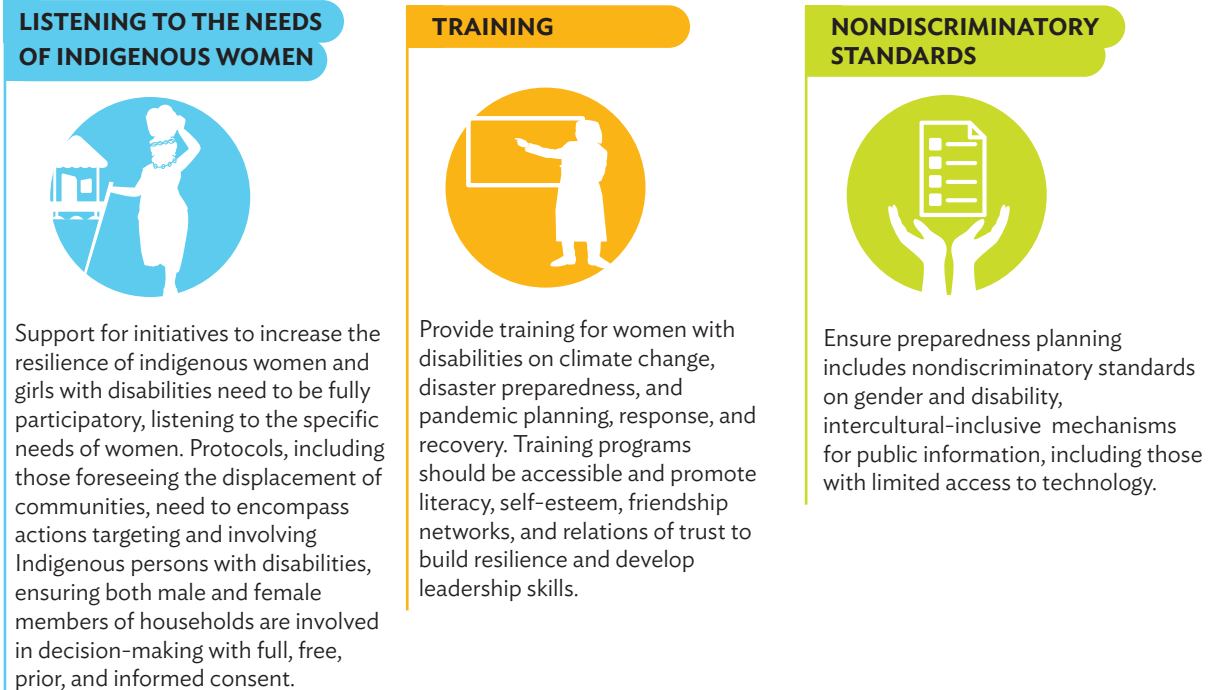 LISTENING TO THE NEEDS
OF INDIGENOUS WOMEN
Support for initiatives to increase the
resilience of indigenous women and
girls with disabilities need to be fully
participatory, listening to the specific
needs of women. Protocols, including
those foreseeing the displacement of
communities, need to encompass
actions targeting and involving
Indigenous persons with disabilities,
ensuring both male and female
members of households are involved
in decision-making with full, free,
prior, and informed consent.
TRAINING
Provide training for women with
disabilities on climate change,
disaster preparedness, and
pandemic planning, response, and
recovery. Training programs
should be accessible and promote
literacy, self-esteem, friendship
networks, and relations of trust to
build resilience and develop
leadership skills.
NONDISCRIMINATORY
STANDARDS
Ensure preparedness planning
includes nondiscriminatory standards
on gender and disability,
intercultural-inclusive mechanisms
for public information, including those
with limited access to technology.